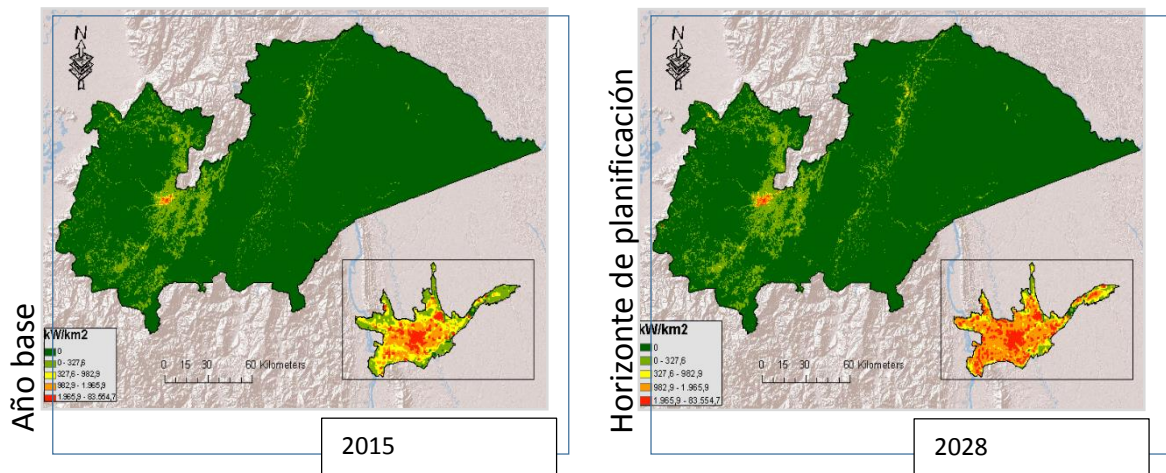 Año base
N
kW/km2
0
0 - 327,6
327,6 - 982,9
982,9 - 1.965,9
1.965,9 - 83.554,7
0 15 30 60 Kilometers
2015
Horizonte de planificación
N
kW/km2
0
0 - 327,6
327,6 - 982,9
982,9 - 1.965,9
1.965,9 - 83.554,7
0 15 30 60 Kilometers
2028